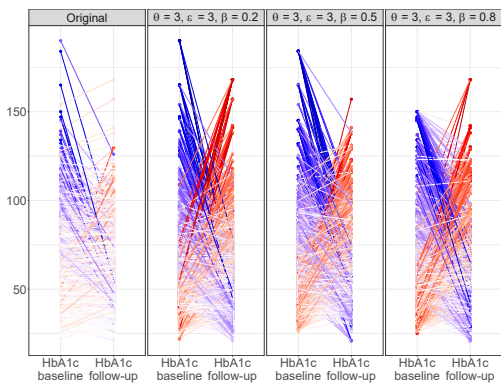 Original
θ = 3, ε = 3, β = 0.2
θ = 3, ε = 3, β = 0.5
θ = 3, ε = 3, β = 0.8
150
100
50
HbA1c baseline HbA1c follow-up
HbA1c baseline HbA1c follow-up
HbA1c baseline HbA1c follow-up
HbA1c baseline HbA1c follow-up